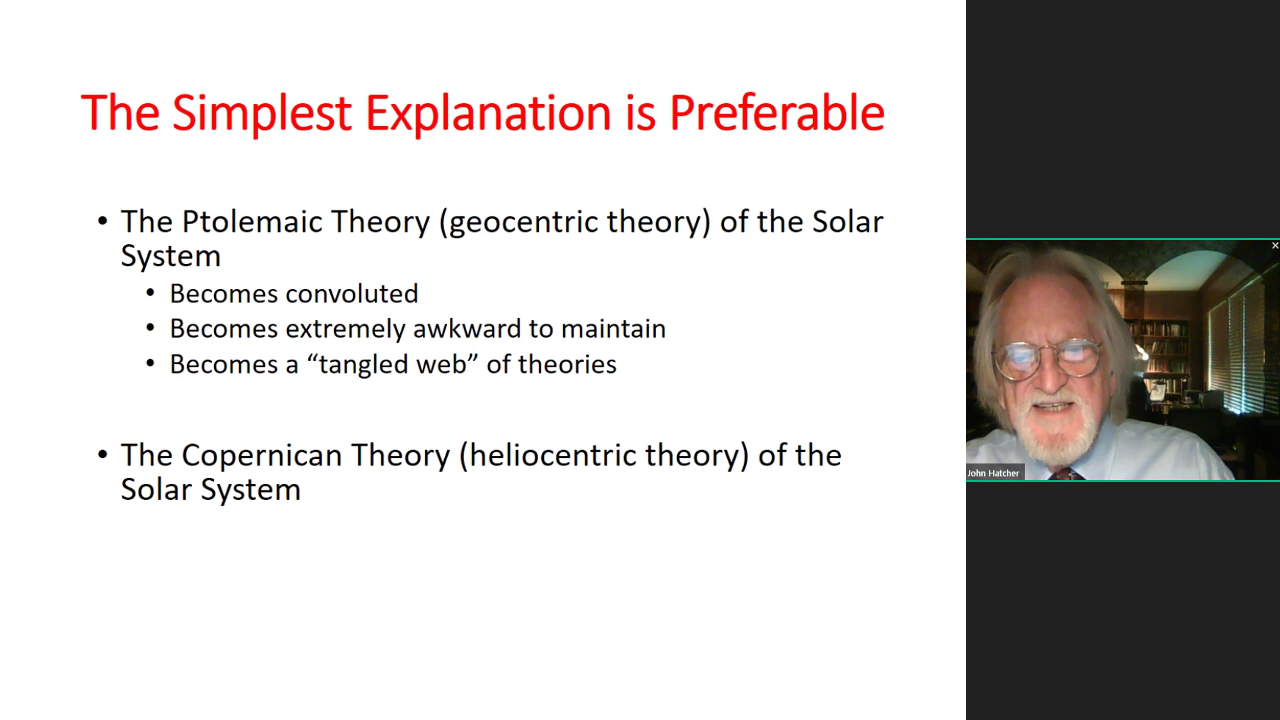 The Simplest Explanation is Preferable
• The Ptolemaic Theory (geocentric theory) of the Solar
System
• Becomes convoluted
• Becomes extremely awkward to maintain
• Becomes a “tangled web” of theories
• The Copernican Theory (heliocentric theory) of the
Solar System
John Hatcher